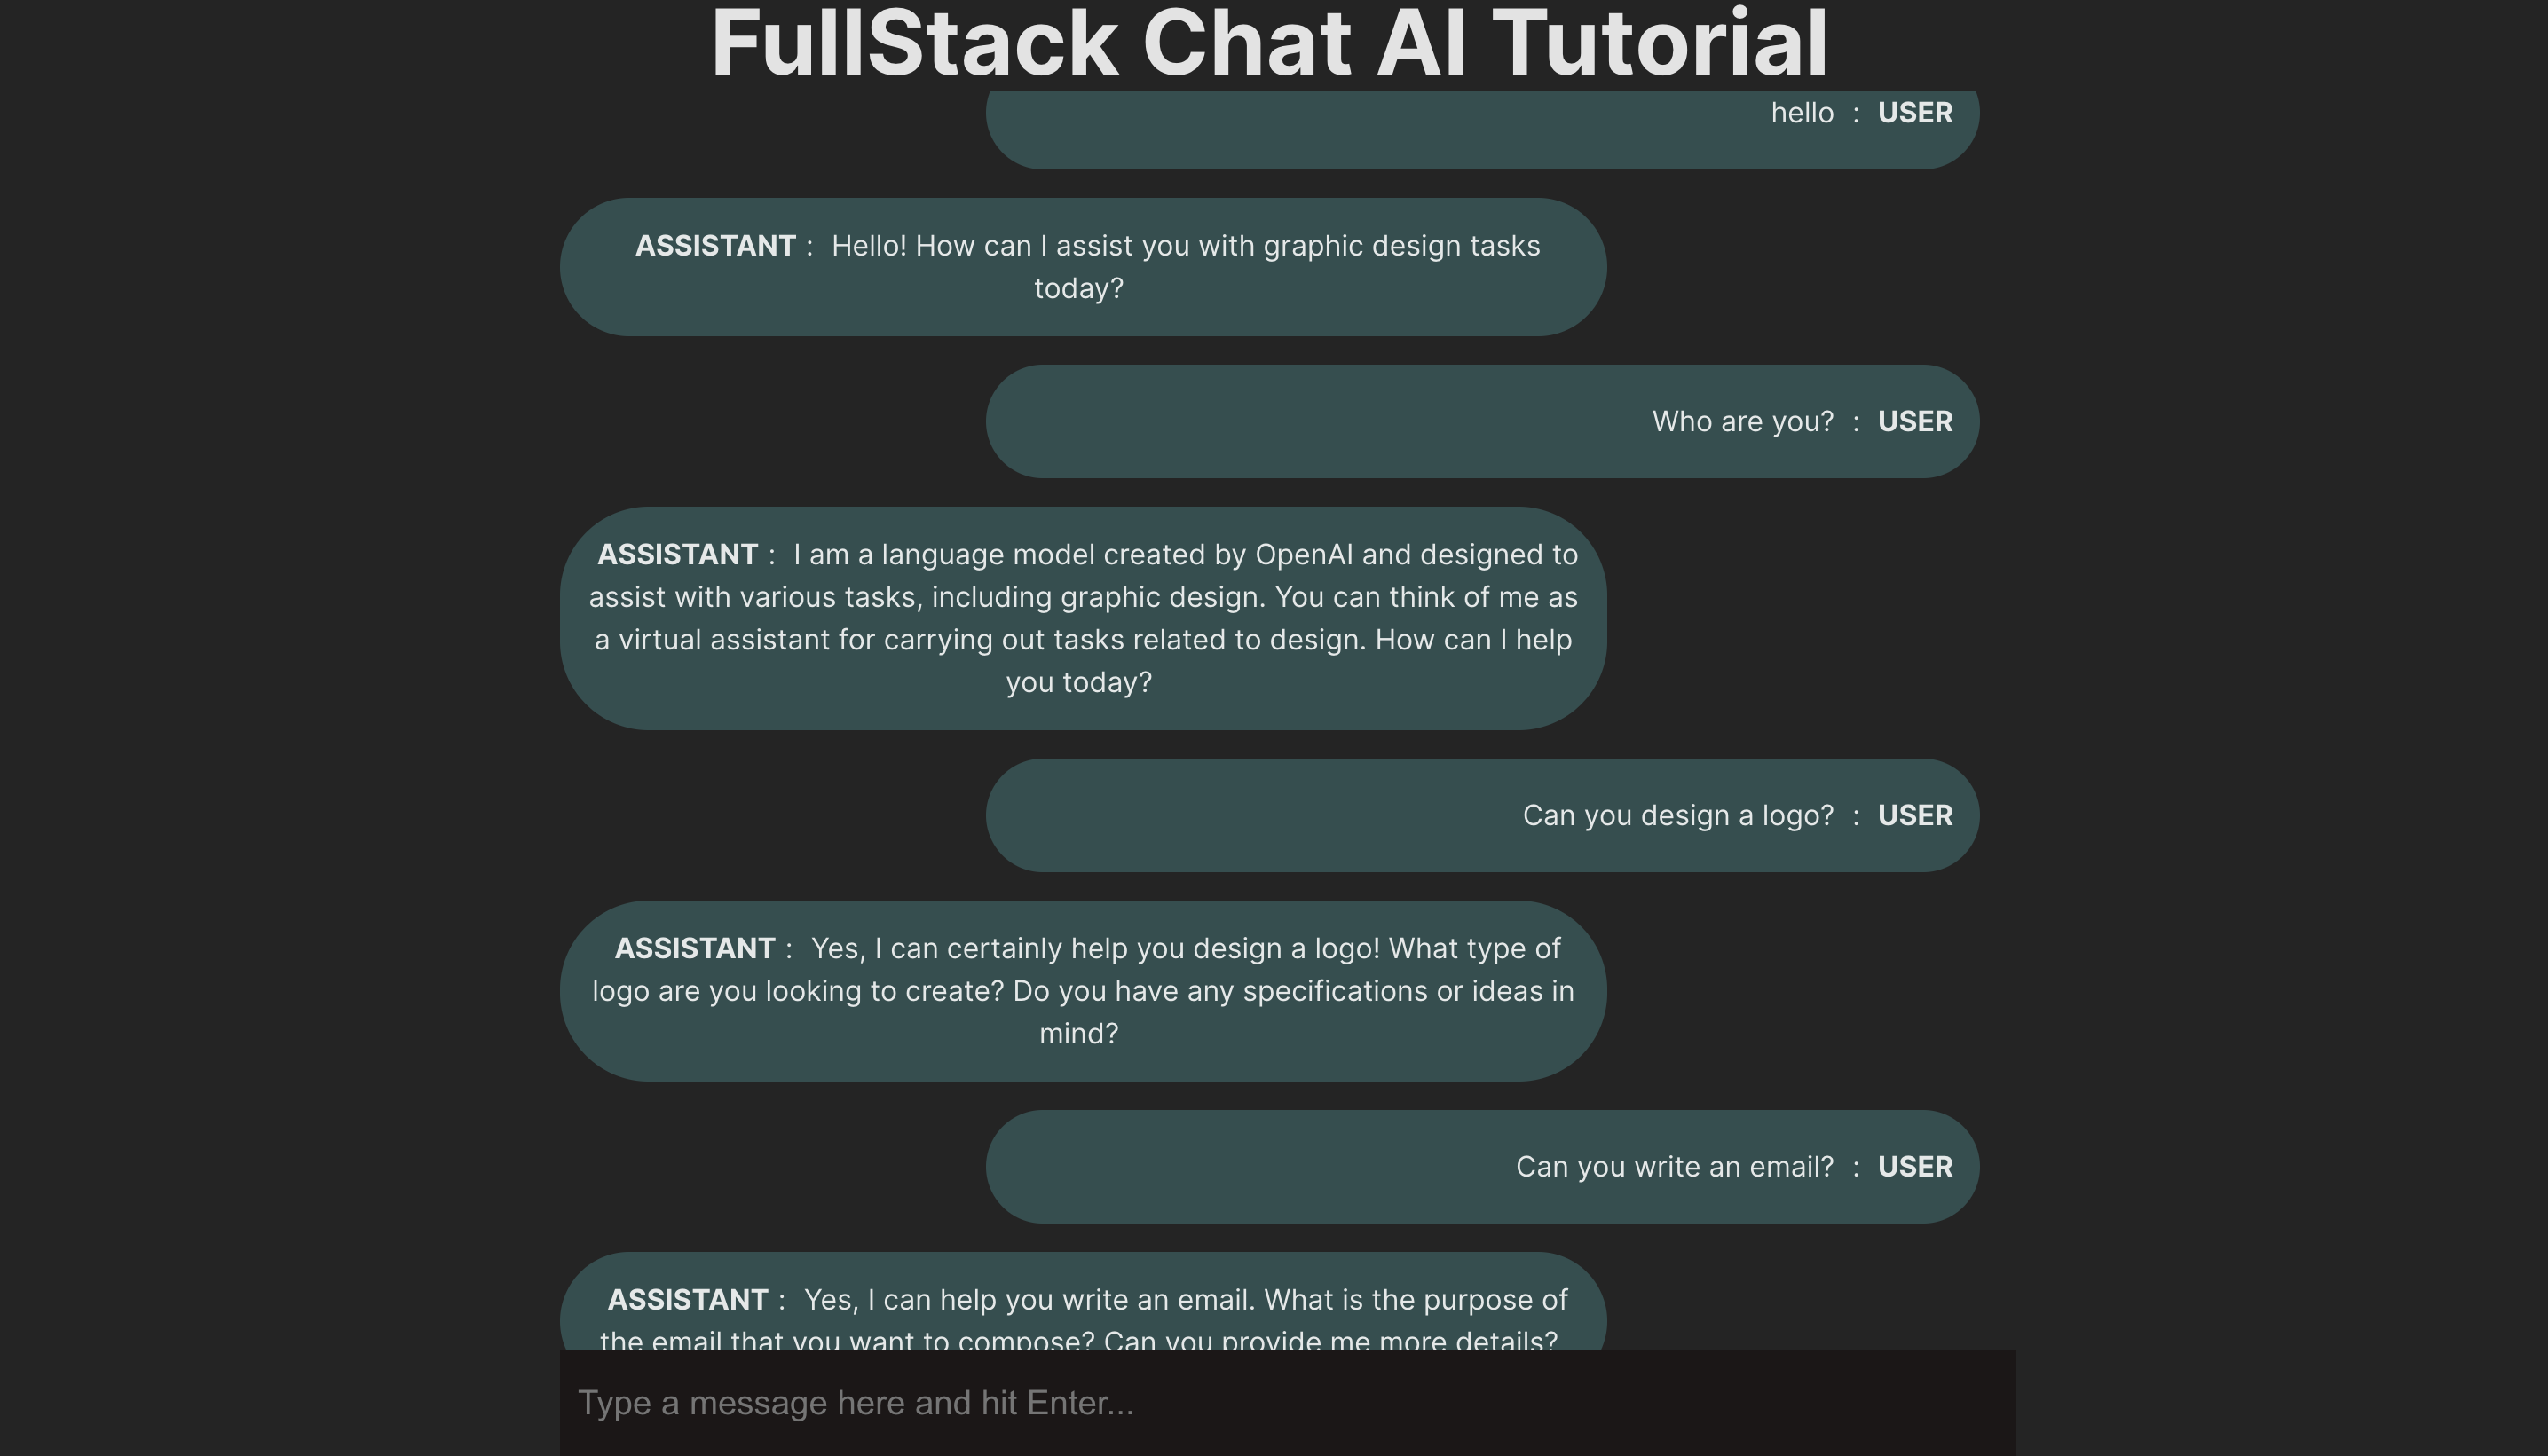 FullStack Chat AI Tutorial
hello : USER
ASSISTANT : Hello! How can I assist you with graphic design tasks
today?
Who are you? : USER
ASSISTANT : I am a language model created by OpenAI and designed to
assist with various tasks, including graphic design. You can think of me as
a virtual assistant for carrying out tasks related to design. How can I help
you today?
Can you design a logo? : USER
ASSISTANT : Yes, I can certainly help you design a logo! What type of
logo are you looking to create? Do you have any specifications or ideas in
mind?
Can you write an email? : USER
ASSISTANT : Yes, I can help you write an email. What is the purpose of
the email that you want to compose? Can you provide me more details?
Type a message here and hit Enter...